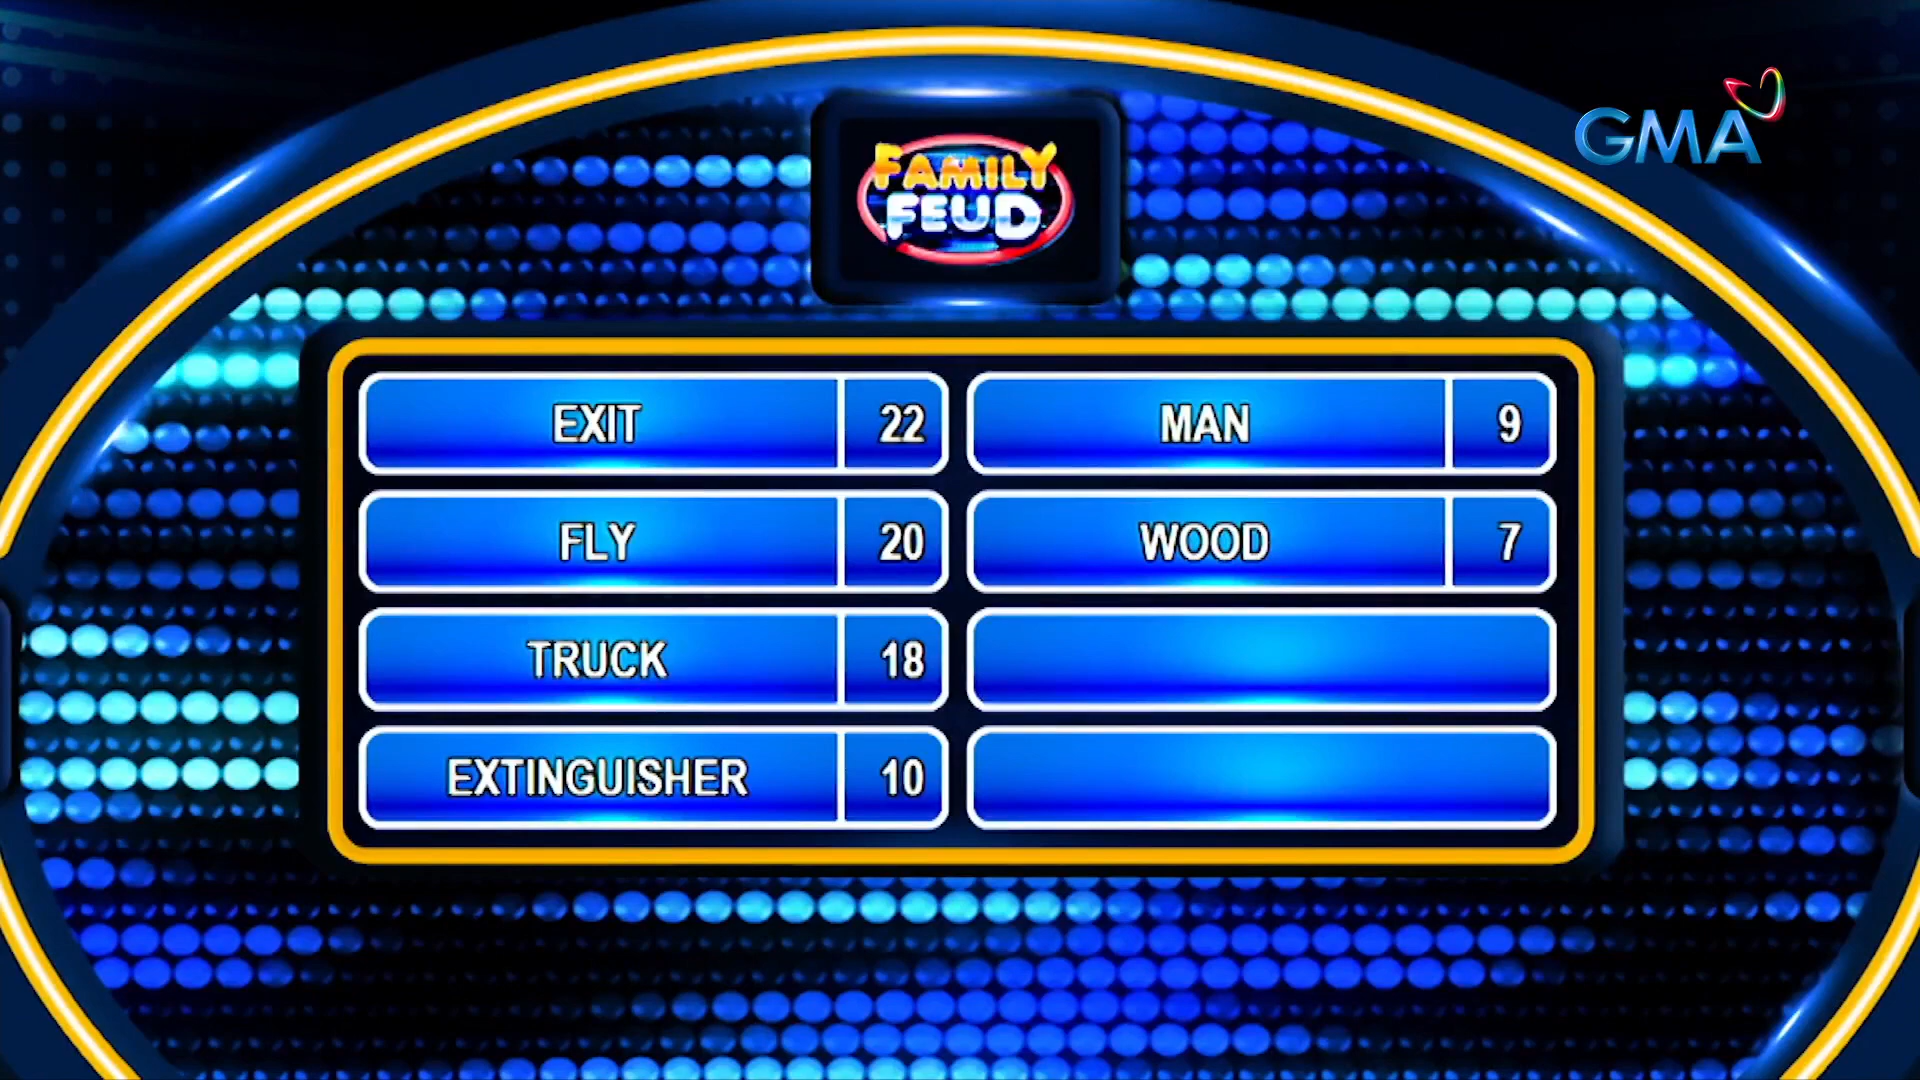 FAMILY
FEUD
GMA
EXIT 22
FLY 20
TRUCK 18
EXTINGUISHER 10
MAN 9
WOOD 7